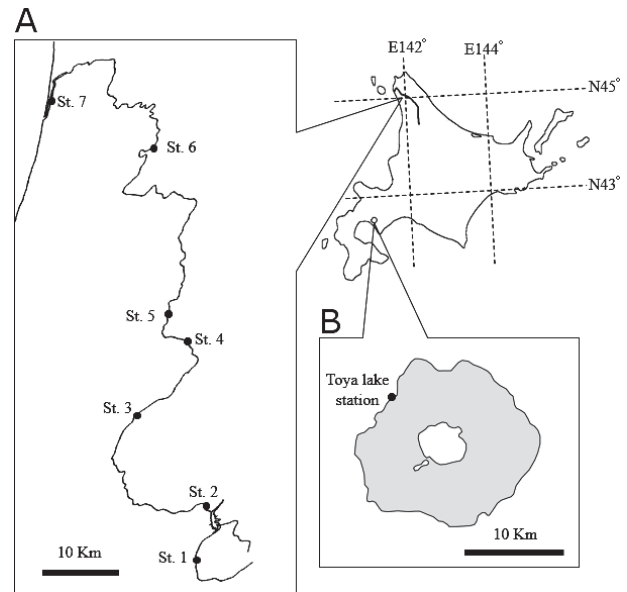 A
St. 7
St. 6
St. 5
St. 4
St. 3
St. 2
St. 1
10 Km
E142°
E144°
N45°
N43°
B
Toya lake
station
10 Km